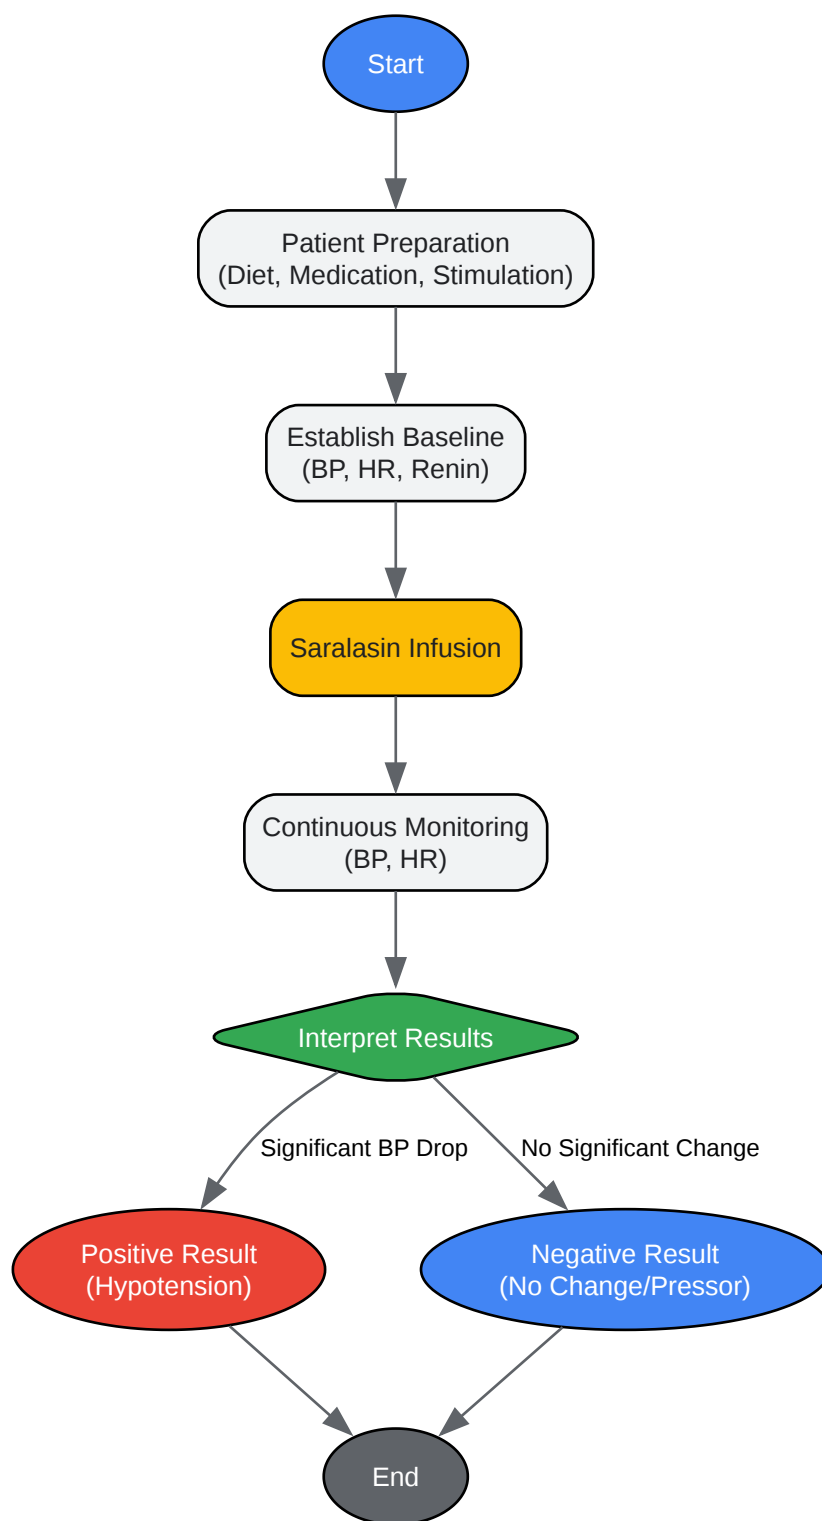 Start
Patient Preparation
(Diet, Medication, Stimulation)
Establish Baseline
(BP, HR, Renin)
Saralasin Infusion
Continuous Monitoring
(BP, HR)
Interpret Results
Significant BP Drop
No Significant Change
Positive Result
(Hypotension)
Negative Result
(No Change/Pressor)
End